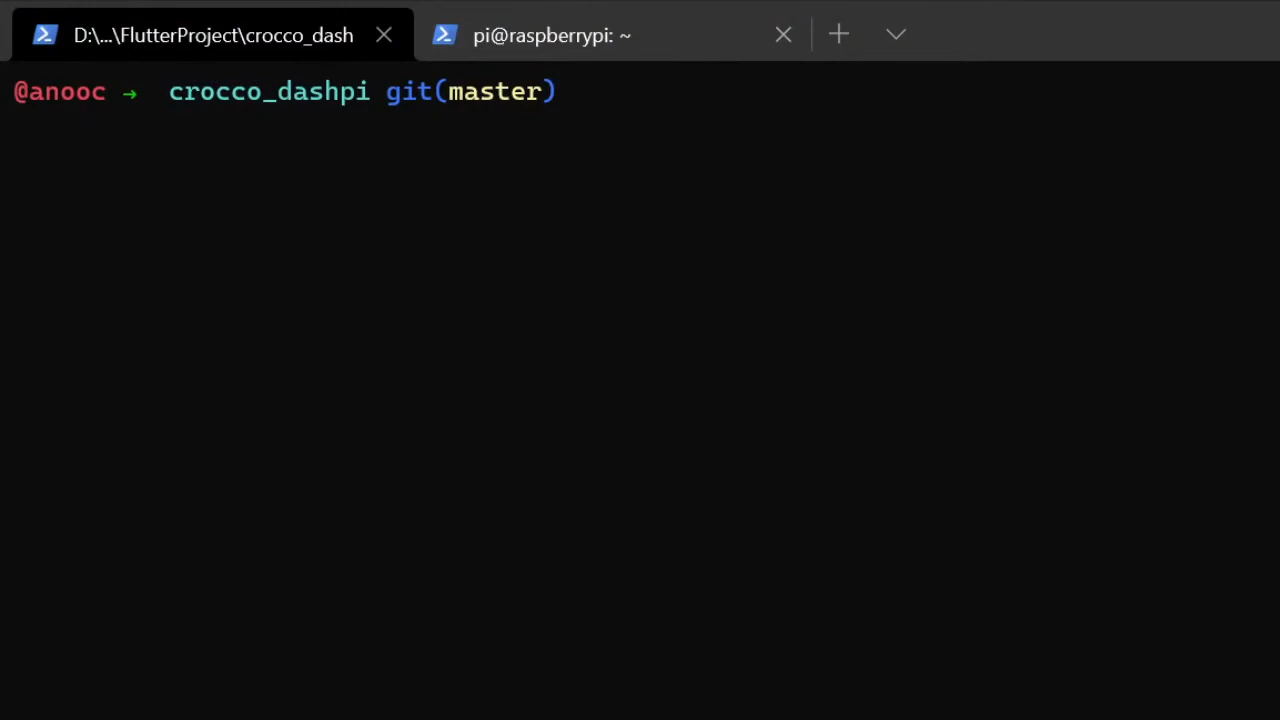 D:\...\FlutterProject\crocco_dash
pi@raspberrypi: ~
@anooc → crocco_dashpi git(master)